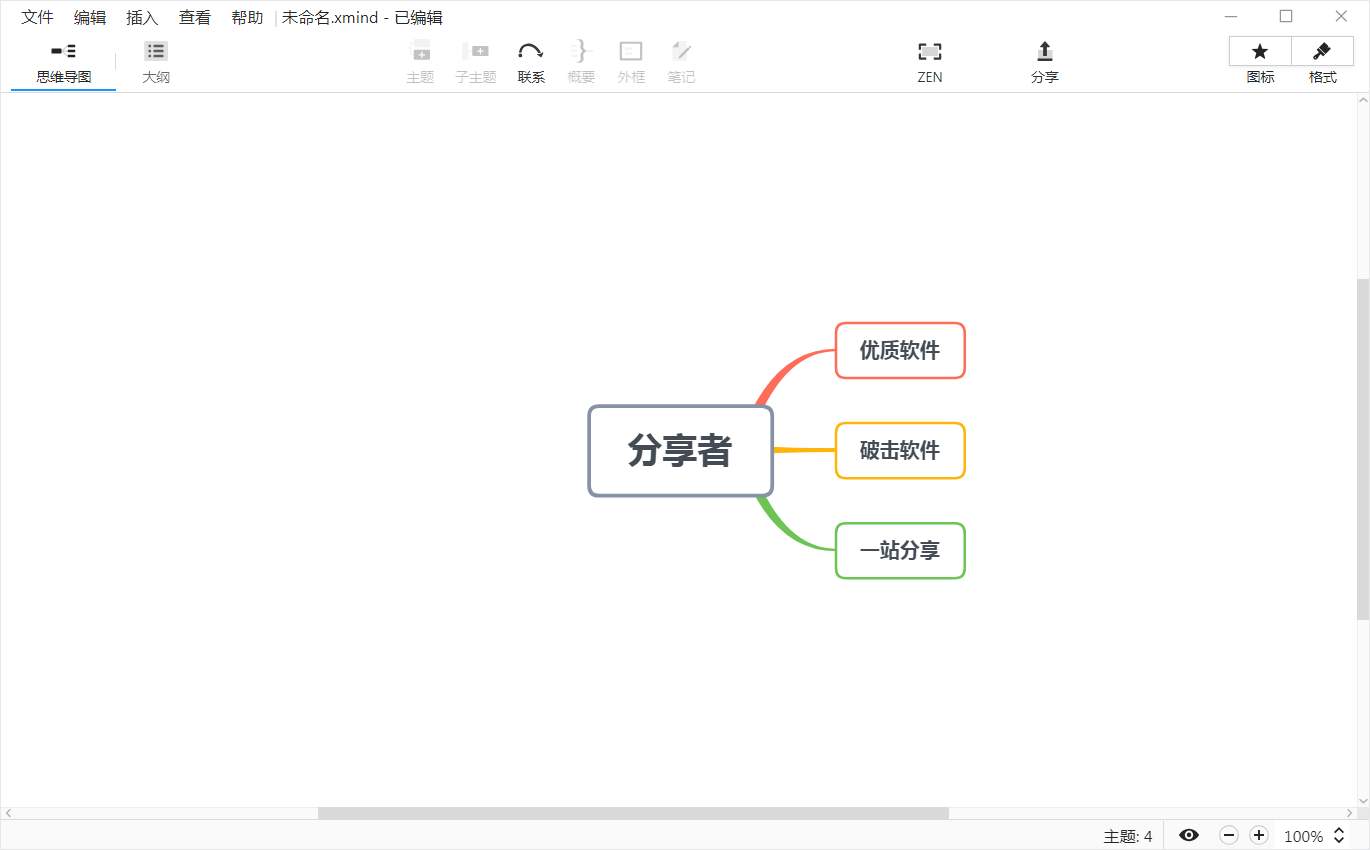 文件 编辑 插入 查看 帮助 未命名.xmind - 已编辑
思维导图 大纲 主题 子主题 联系 概要 外框 笔记 ZEN 分享 图标 格式
优质软件
分享者
破击软件
一站分享
主题: 4 100%